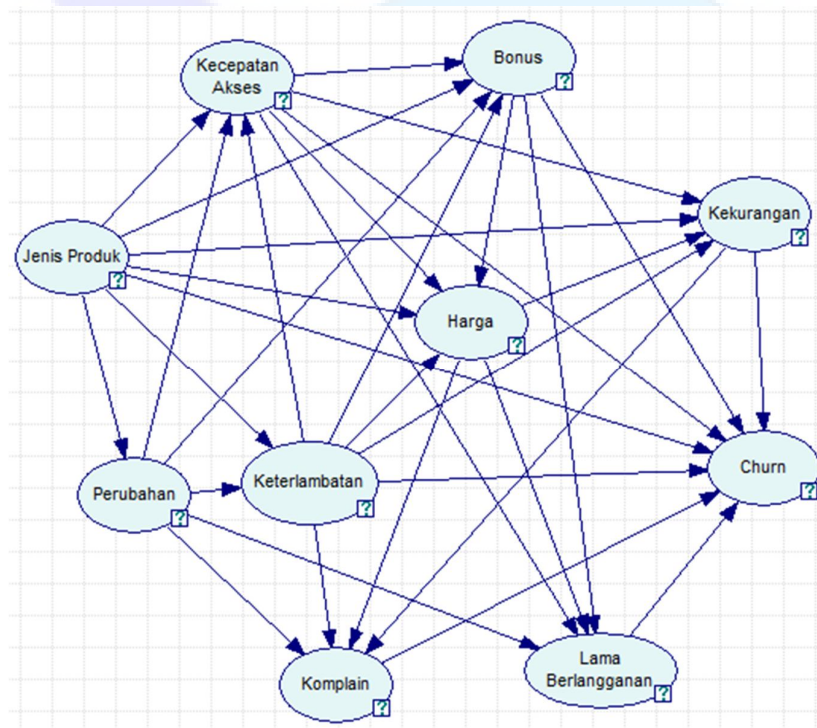 Kecepatan
Akses
?
Bonus
?
Kekurangan
?
Jenis Produk
?
Harga
?
Perubahan
?
Keterlambatan
?
Churn
?
Komplain
?
Lama
Berlangganan
?